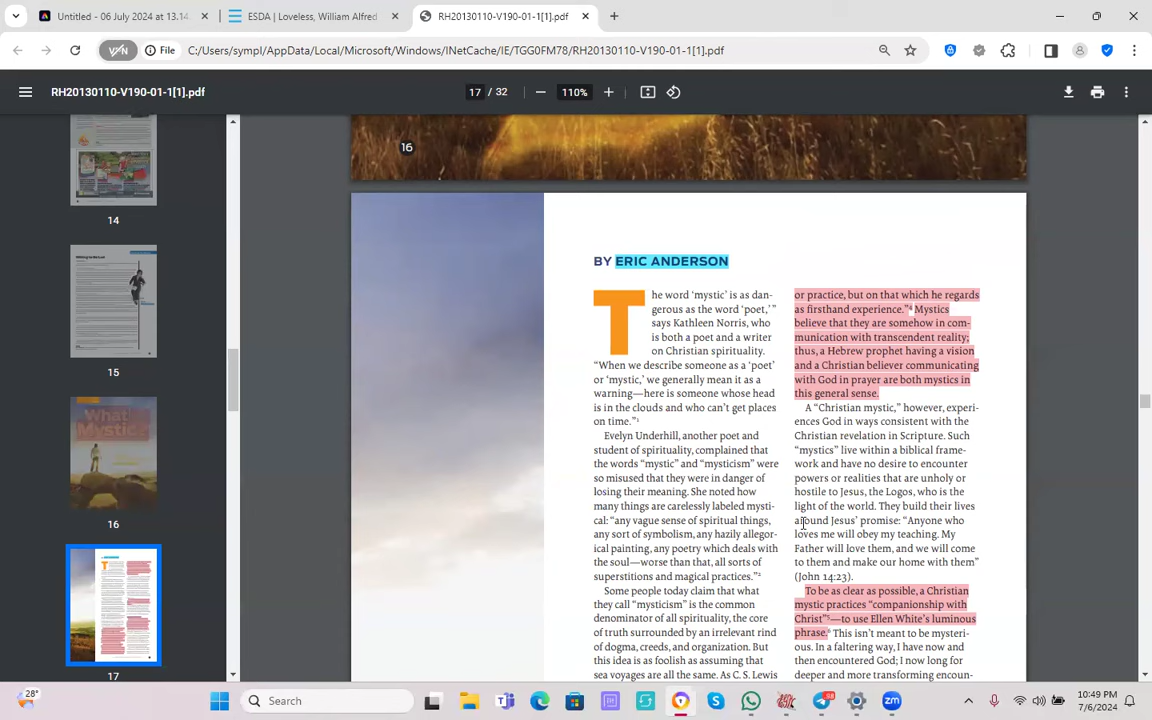 Untitled - 06 July 2024 at 13.14
ESDA | Loveless, William Alfred
RH20130110-V190-01-1[1].pdf
VPN
File
C:/Users/sympl/AppData/Local/Microsoft/Windows/INetCache/IE/TGG0FM78/RH20130110-V190-01-1[1].pdf
RH20130110-V190-01-1[1].pdf
17 / 32
110%
14
15
What
Mystic
16
17
16
BY ERIC ANDERSON
The word ‘mystic’ is as dan-
gerous as the word ‘poet,’ ”
says Kathleen Norris, who
is both a poet and a writer
on Christian spirituality.
“When we describe someone as a ‘poet’
or ‘mystic,’ we generally mean it as a
warning—here is someone whose head
is in the clouds and who can’t get places
on time.”1
Evelyn Underhill, another poet and
student of spirituality, complained that
the words “mystic” and “mysticism” were
so misused that they were in danger of
losing their meaning. She noted how
many things are carelessly labeled mysti-
cal: “any vague sense of spiritual things,
any sort of symbolism, any hazily allegor-
ical painting, any poetry which deals with
the soul—worse than that, all sorts of
superstitions and magical practices.”2
Some people today claim that what
they call “mysticism” is the common
denominator of all spirituality, the core
of truth surrounded by an irrelevant rind
of dogma, creeds, and organization. But
this idea is as foolish as assuming that
sea voyages are all the same. As C. S. Lewis
or practice, but on that which he regards
as firsthand experience.”4 Mystics
believe that they are somehow in com-
munication with transcendent reality;
thus, a Hebrew prophet having a vision
and a Christian believer communicating
with God in prayer are both mystics in
this general sense.
A “Christian mystic,” however, experi-
ences God in ways consistent with the
Christian revelation in Scripture. Such
“mystics” live within a biblical frame-
work and have no desire to encounter
powers or realities that are unholy or
hostile to Jesus, the Logos, who is the
light of the world. They build their lives
around Jesus’ promise: “Anyone who
loves me will obey my teaching. My
Father will love them, and we will come
to them and make our home with them”
(John 14:23).
To be as clear as possible, a Christian
mystic practices “companionship with
Christ”5—to use Ellen White’s luminous
phrase.6 This isn’t meant to be mysteri-
ous. In a faltering way, I have now and
then encountered God; I now long for
deeper and more transforming encoun-
28°
Search
10:49 PM
7/6/2024